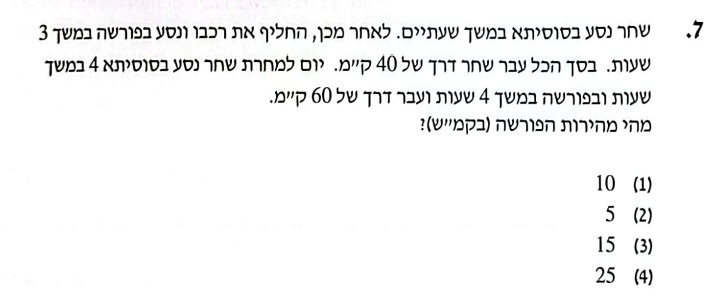 7. שחר נסע בסוסיתא במשך שעתיים. לאחר מכן, החליף את רכבו ונסע בפורשה במשך 3
שעות. בסך הכל עבר שחר דרך של 40 ק״מ. יום למחרת שחר נסע בסוסיתא 4 במשך
שעות ובפורשה במשך 4 שעות ועבר דרך של 60 ק״מ.
מהי מהירות הפורשה (בקמ״ש)?
(1) 10
(2) 5
(3) 15
(4) 25